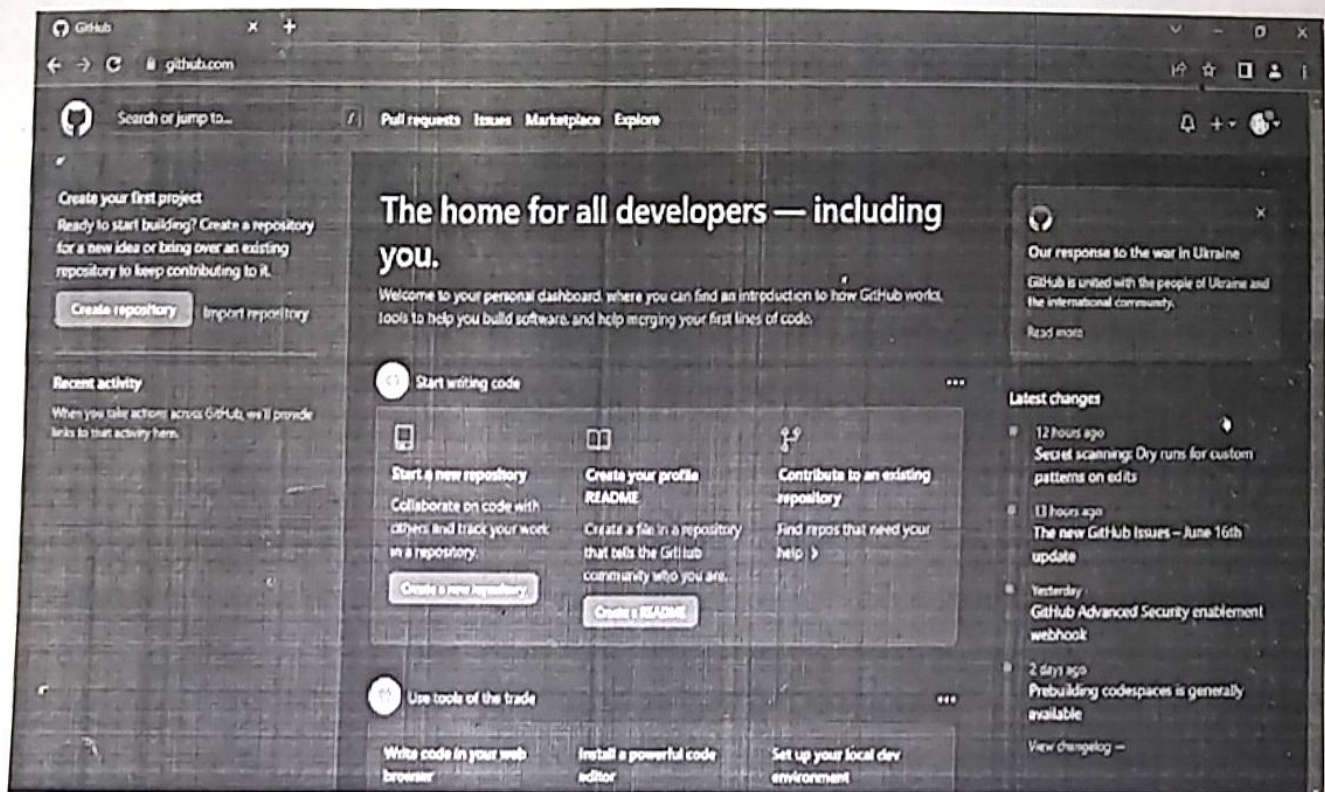 GitHub
github.com
Search or jump to...
/
Pull requests Issues Marketplace Explore
Create your first project
Ready to start building? Create a repository
for a new idea or bring over an existing
repository to keep contributing to it.
Create repository Import repository
Recent activity
When you take actions across GitHub, we'll provide
links to that activity here.
The home for all developers — including
you.
Welcome to your personal dashboard, where you can find an introduction to how GitHub works,
tools to help you build software, and help merging your first lines of code.
Start writing code
Start a new repository
Collaborate on code with
others and track your work
in a repository.
Create a new repository
Create your profile
README
Create a file in a repository
that tells the GitHub
community who you are.
Create a README
Contribute to an existing
repository
Find repos that need your
help >
Use tools of the trade
Write code in your web
browser
Install a powerful code
editor
Set up your local dev
environment
Our response to the war in Ukraine
GitHub is united with the people of Ukraine and
the international community.
Read more
Latest changes
12 hours ago
Secret scanning: Dry runs for custom
patterns on edits
13 hours ago
The new GitHub Issues – June 16th
update
Yesterday
GitHub Advanced Security enablement
webhook
2 days ago
Prebuilding codespaces is generally
available
View changelog →